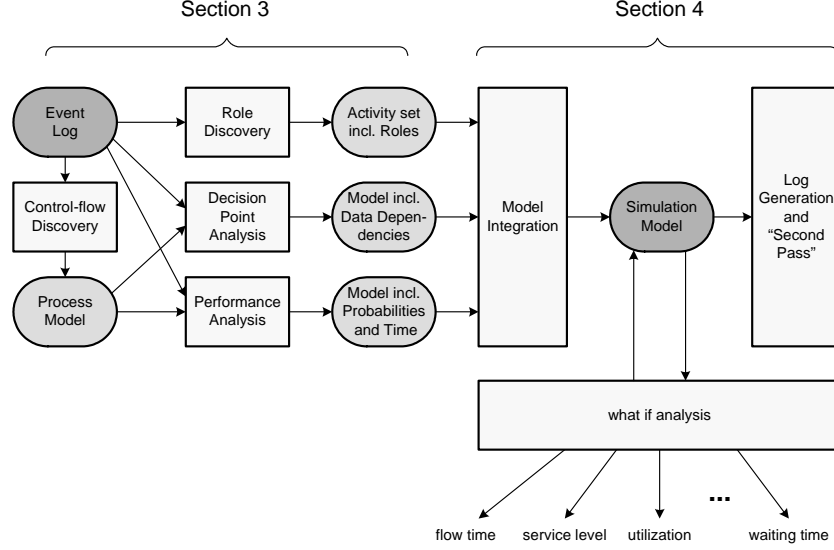 Section 3
Section 4
Event
Log
Role
Discovery
Activity set
incl. Roles
Control-flow
Discovery
Decision
Point
Analysis
Model incl.
Data Depen-
dencies
Process
Model
Performance
Analysis
Model incl.
Probabilities
and Time
Model
Integration
Simulation
Model
Log
Generation
and
“Second
Pass”
what if analysis
...
flow time
service level
utilization
waiting time